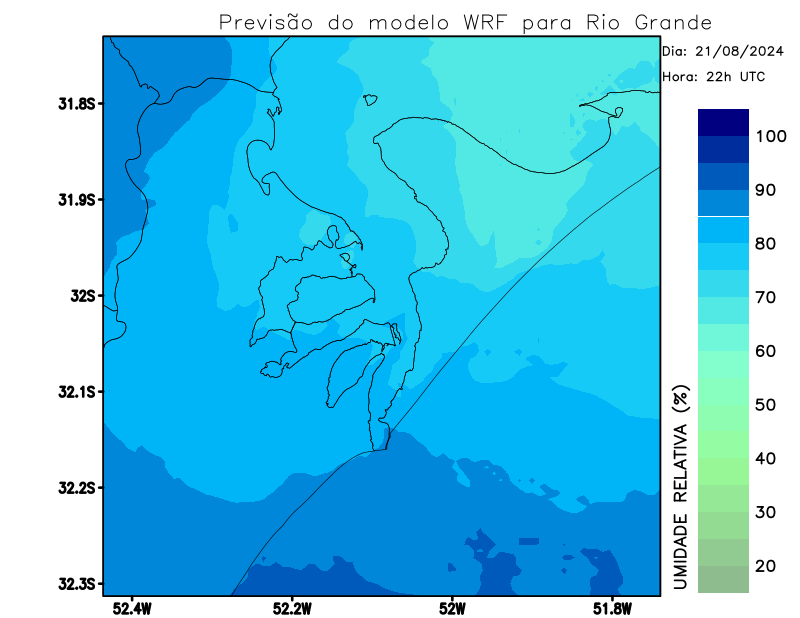 Previsão do modelo WRF para Rio Grande
Dia: 21/08/2024
Hora: 22h UTC
31.8S
31.9S
32S
32.1S
32.2S
32.3S
52.4W
52.2W
52W
51.8W
100
90
80
70
60
50
40
30
20
UMIDADE RELATIVA (%)